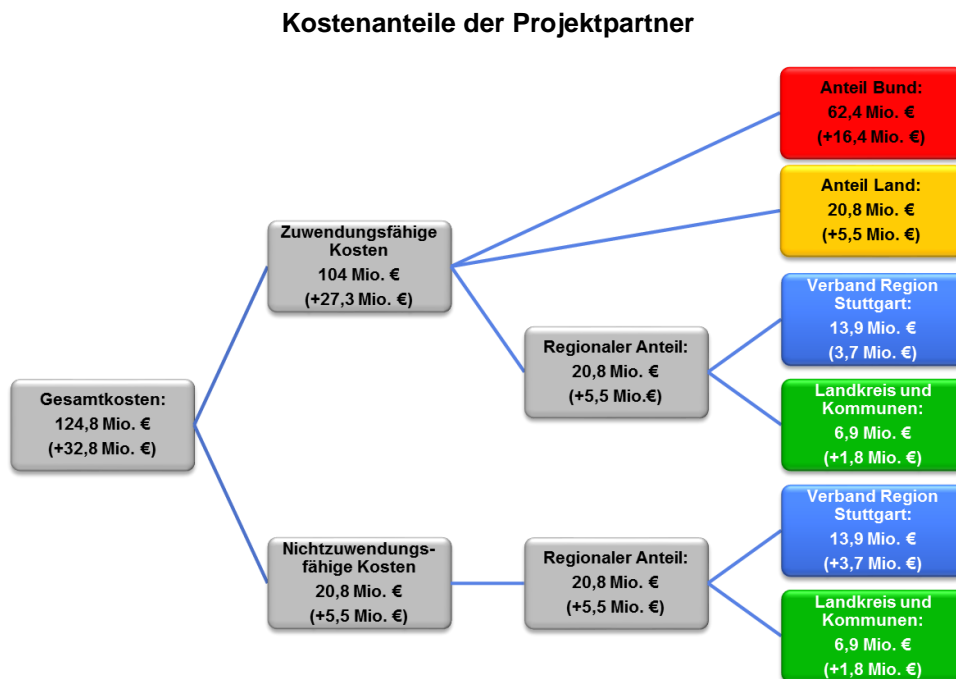 Kostenanteile der Projektpartner
Anteil Bund:
62,4 Mio. €
(+16,4 Mio. €)
Anteil Land:
20,8 Mio. €
(+5,5 Mio. €)
Zuwendungsfähige
Kosten
104 Mio. €
(+27,3 Mio. €)
Verband Region
Stuttgart:
13,9 Mio. €
(3,7 Mio. €)
Regionaler Anteil:
20,8 Mio. €
(+5,5 Mio.€)
Landkreis und
Kommunen:
6,9 Mio. €
(+1,8 Mio. €)
Gesamtkosten:
124,8 Mio. €
(+32,8 Mio. €)
Verband Region
Stuttgart:
13,9 Mio. €
(+3,7 Mio. €)
Nichtzuwendungs-
fähige Kosten
20,8 Mio. €
(+5,5 Mio. €)
Regionaler Anteil:
20,8 Mio. €
(+5,5 Mio. €)
Landkreis und
Kommunen:
6,9 Mio. €
(+1,8 Mio. €)